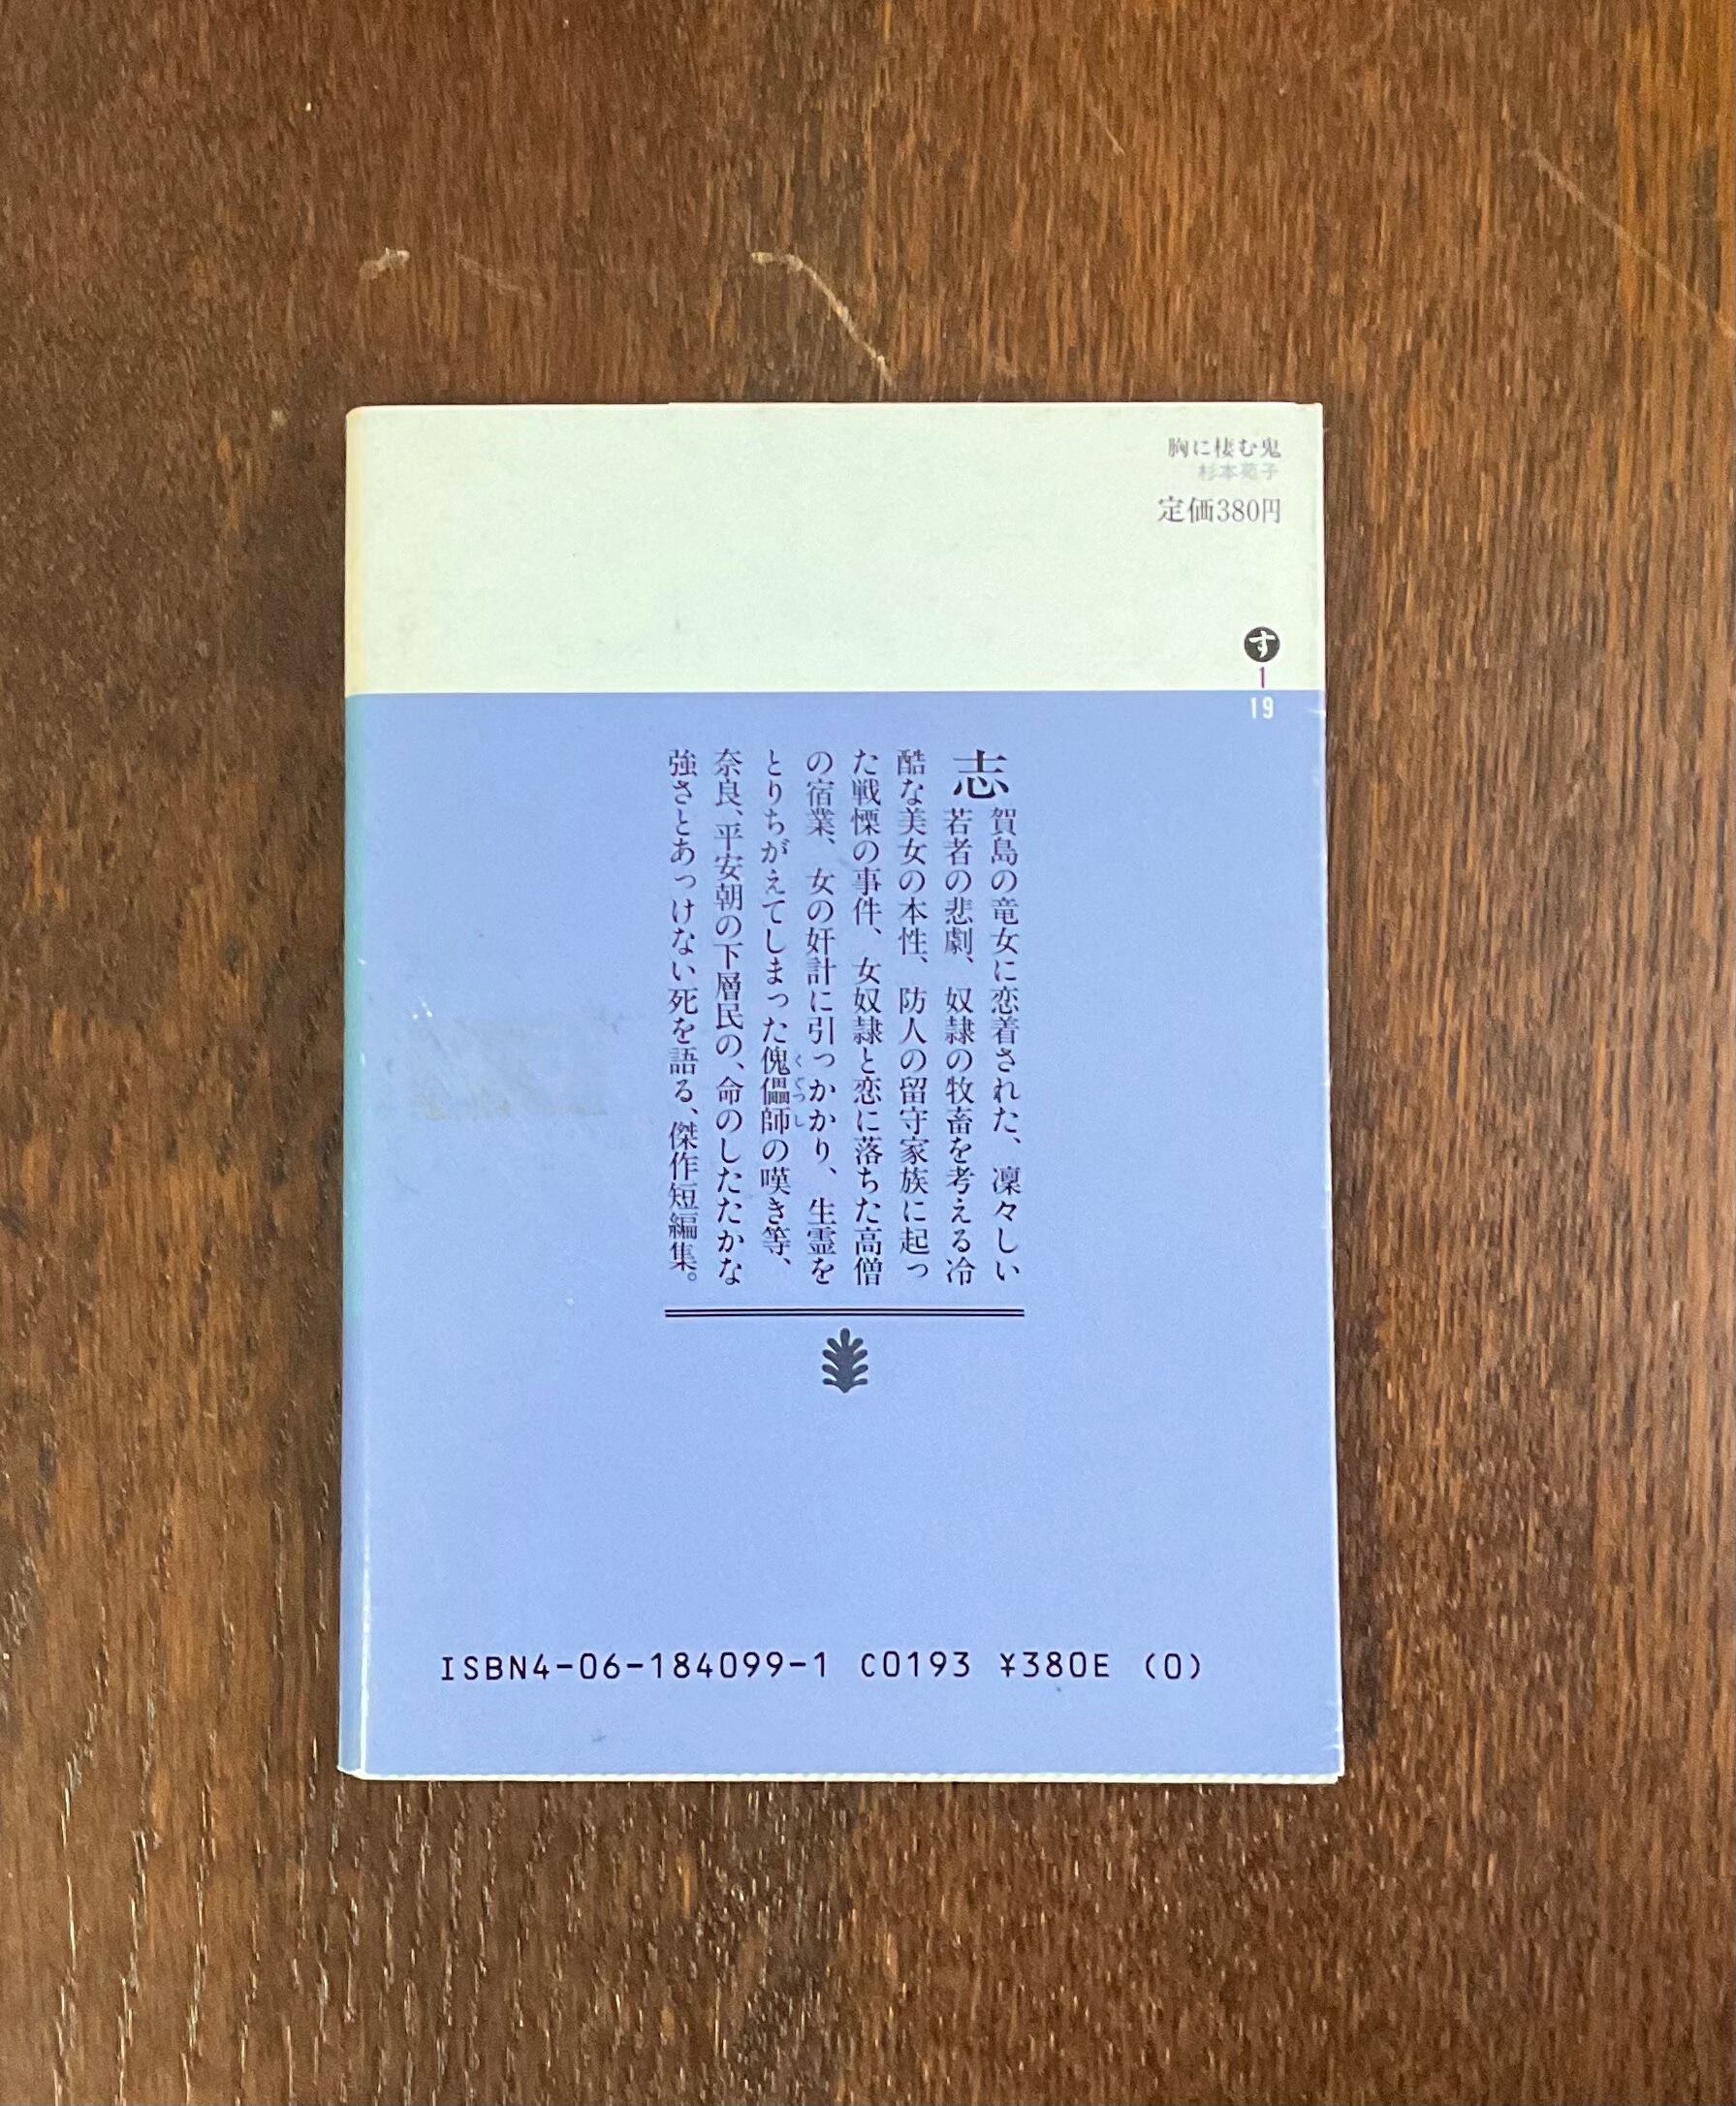 胸に棲む鬼
杉本苑子
定価380円
す
1
19
志賀島の竜女に恋着された、凜々しい
若者の悲劇、奴隷の牧畜を考える冷
酷な美女の本性、防人の留守家族に起っ
た戦慄の事件、女奴隷と恋に落ちた高僧
の宿業、女の奸計に引っかかり、生霊を
とりちがえてしまった傀儡師の嘆き等、
くぐつし
奈良、平安朝の下層民の、命のしたたかな
強さとあっけない死を語る、傑作短編集。
ISBN4-06-184099-1 C0193 ¥380E (0)